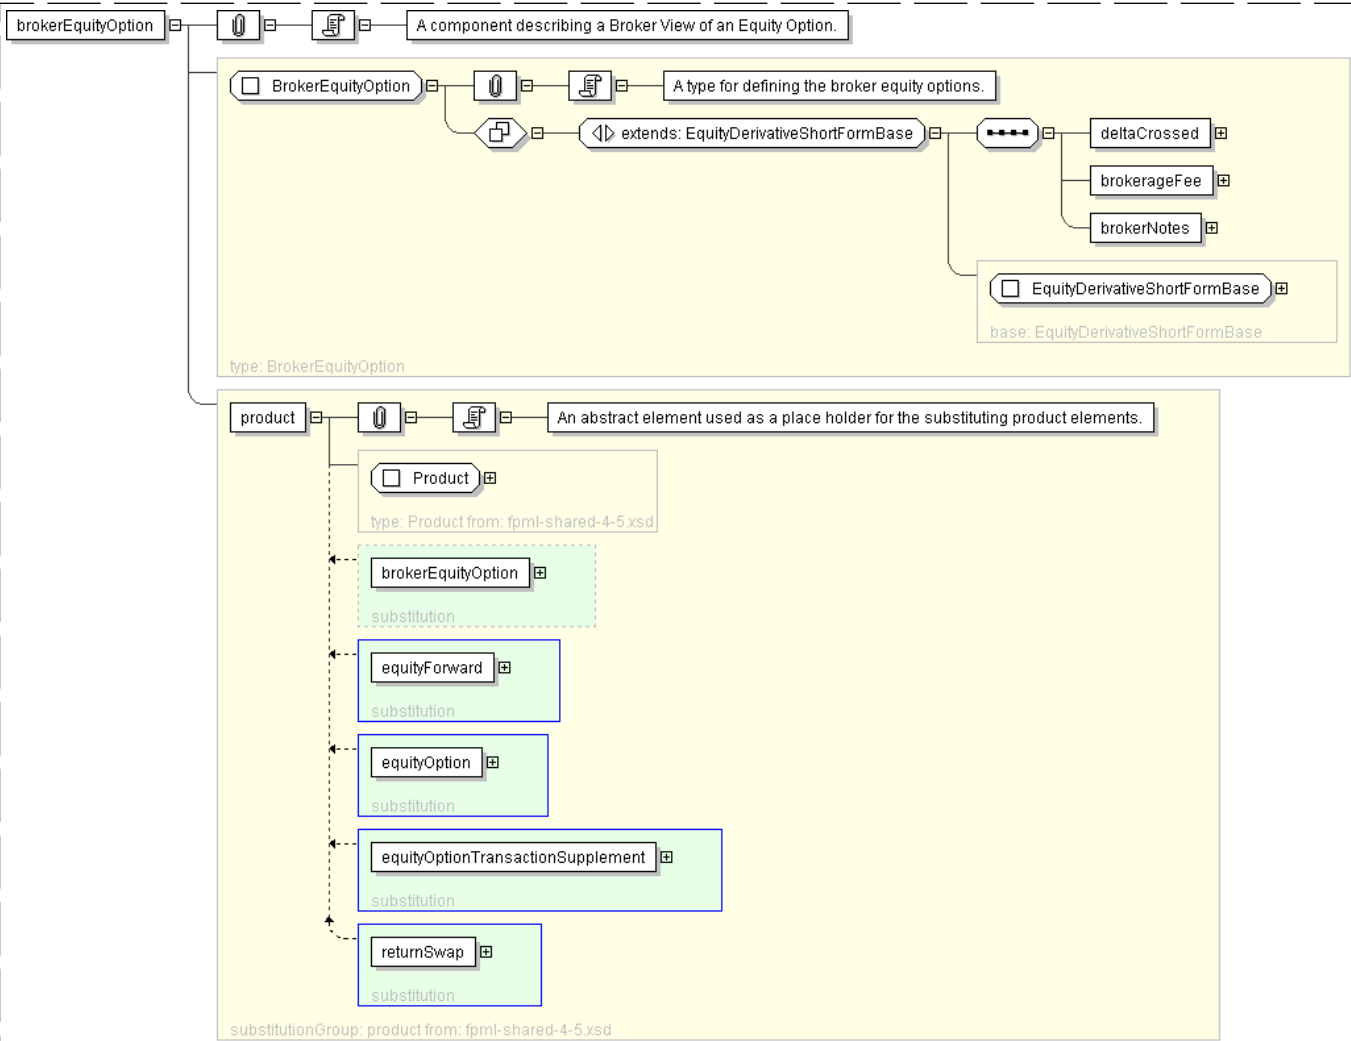 brokerEquityOption
A component describing a Broker View of an Equity Option.
BrokerEquityOption
A type for defining the broker equity options.
extends: EquityDerivativeShortFormBase
deltaCrossed
brokerageFee
brokerNotes
EquityDerivativeShortFormBase
base: EquityDerivativeShortFormBase
type: BrokerEquityOption
product
An abstract element used as a place holder for the substituting product elements.
Product
type: Product from: fpml-shared-4-5.xsd
brokerEquityOption
substitution
equityForward
substitution
equityOption
substitution
equityOptionTransactionSupplement
substitution
returnSwap
substitution
substitutionGroup: product from: fpml-shared-4-5.xsd